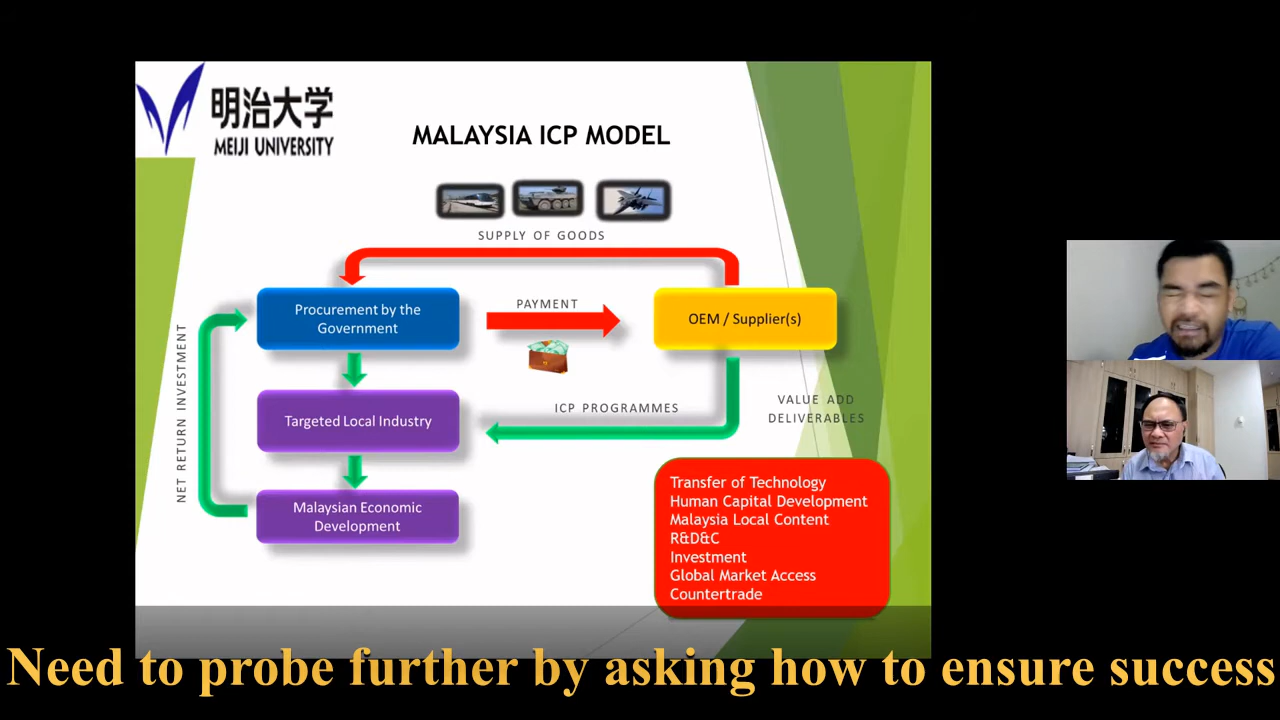 明治大学
MEIJI UNIVERSITY
MALAYSIA ICP MODEL
SUPPLY OF GOODS
Procurement by the
Government
PAYMENT
OEM / Supplier(s)
NET RETURN INVESTMENT
Targeted Local Industry
ICP PROGRAMMES
VALUE ADD
DELIVERABLES
Malaysian Economic
Development
Transfer of Technology
Human Capital Development
Malaysia Local Content
R&D&C
Investment
Global Market Access
Countertrade
Need to probe further by asking how to ensure success